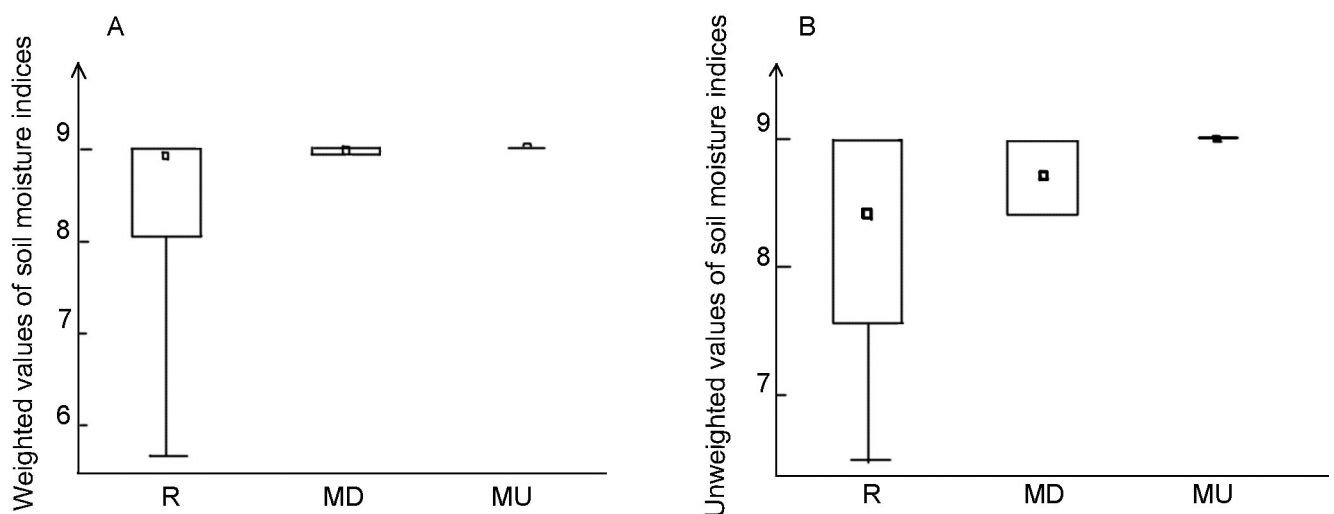 A
Weighted values of soil moisture indices
9
8
7
6
R MD MU
B
Unweighted values of soil moisture indices
9
8
7
R MD MU